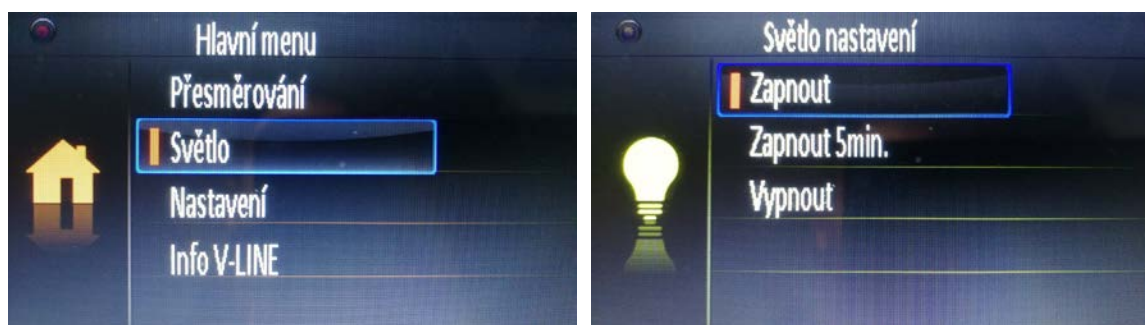 Hlavní menu
Přesměrování
Světlo
Nastavení
Info V-LINE
Světlo nastavení
Zapnout
Zapnout 5min.
Vypnout